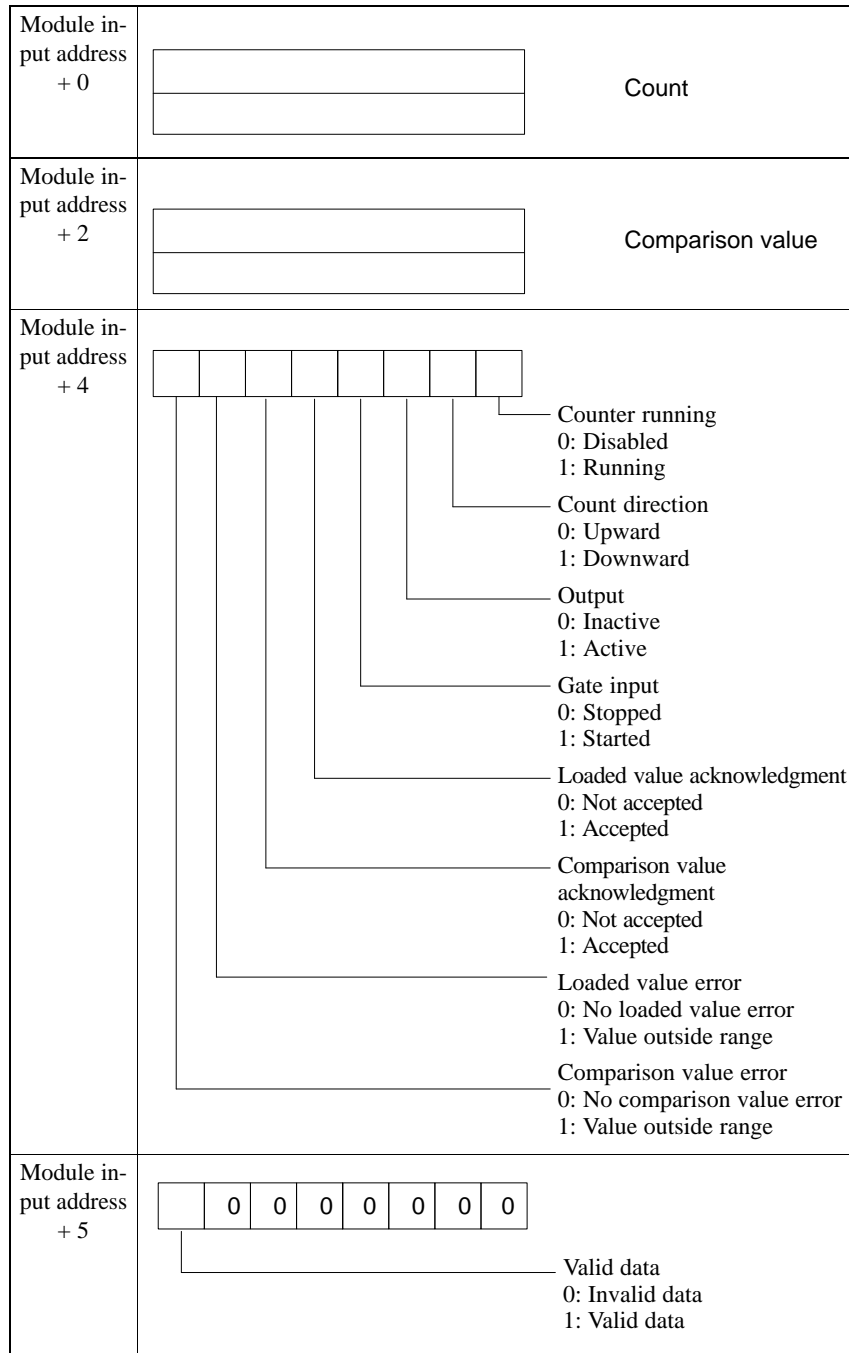 Module in-
put address
+ 0
Count
Module in-
put address
+ 2
Comparison value
Module in-
put address
+ 4
Counter running
0: Disabled
1: Running
Count direction
0: Upward
1: Downward
Output
0: Inactive
1: Active
Gate input
0: Stopped
1: Started
Loaded value acknowledgment
0: Not accepted
1: Accepted
Comparison value
acknowledgment
0: Not accepted
1: Accepted
Loaded value error
0: No loaded value error
1: Value outside range
Comparison value error
0: No comparison value error
1: Value outside range
Module in-
put address
+ 5
0 0 0 0 0 0 0
Valid data
0: Invalid data
1: Valid data